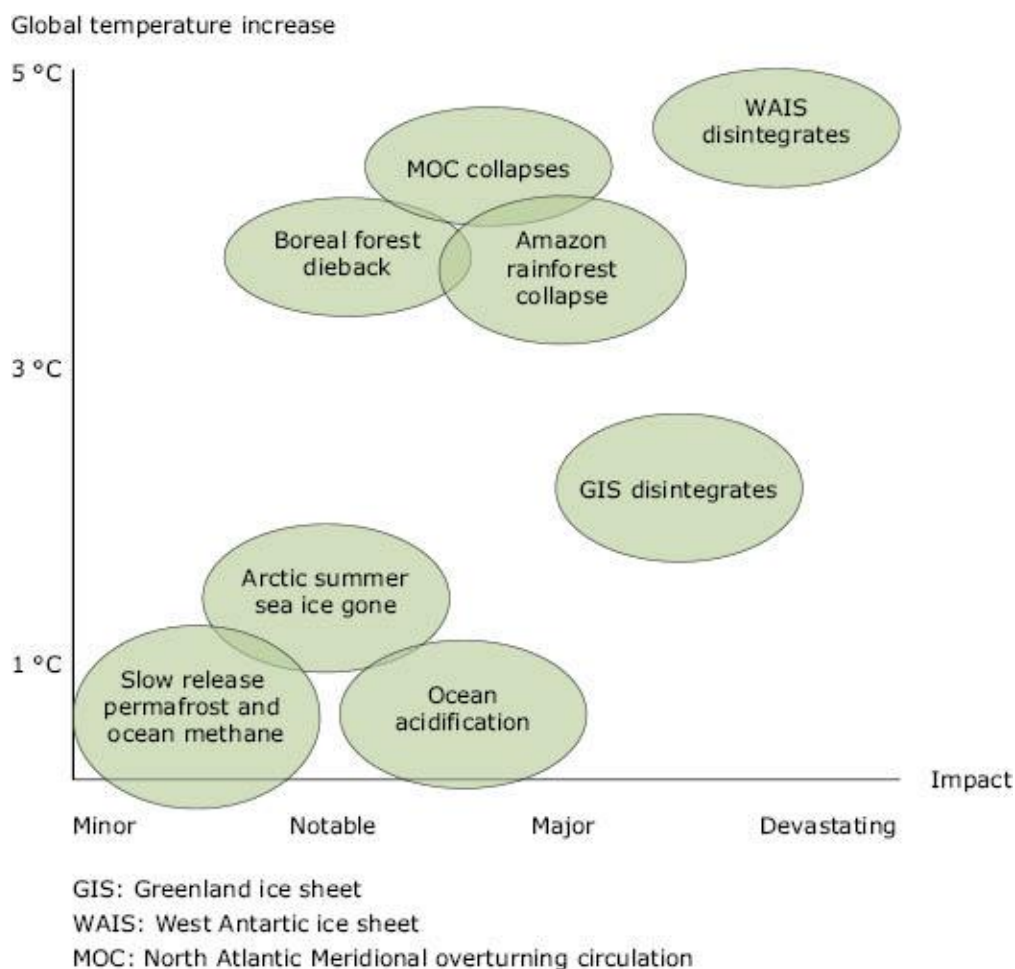 Global temperature increase
5 °C
WAIS
disintegrates
MOC collapses
Boreal forest
dieback
Amazon
rainforest
collapse
3 °C
GIS disintegrates
Arctic summer
sea ice gone
1 °C
Slow release
permafrost and
ocean methane
Ocean
acidification
Impact
Minor
Notable
Major
Devastating
GIS: Greenland ice sheet
WAIS: West Antartic ice sheet
MOC: North Atlantic Meridional overturning circulation